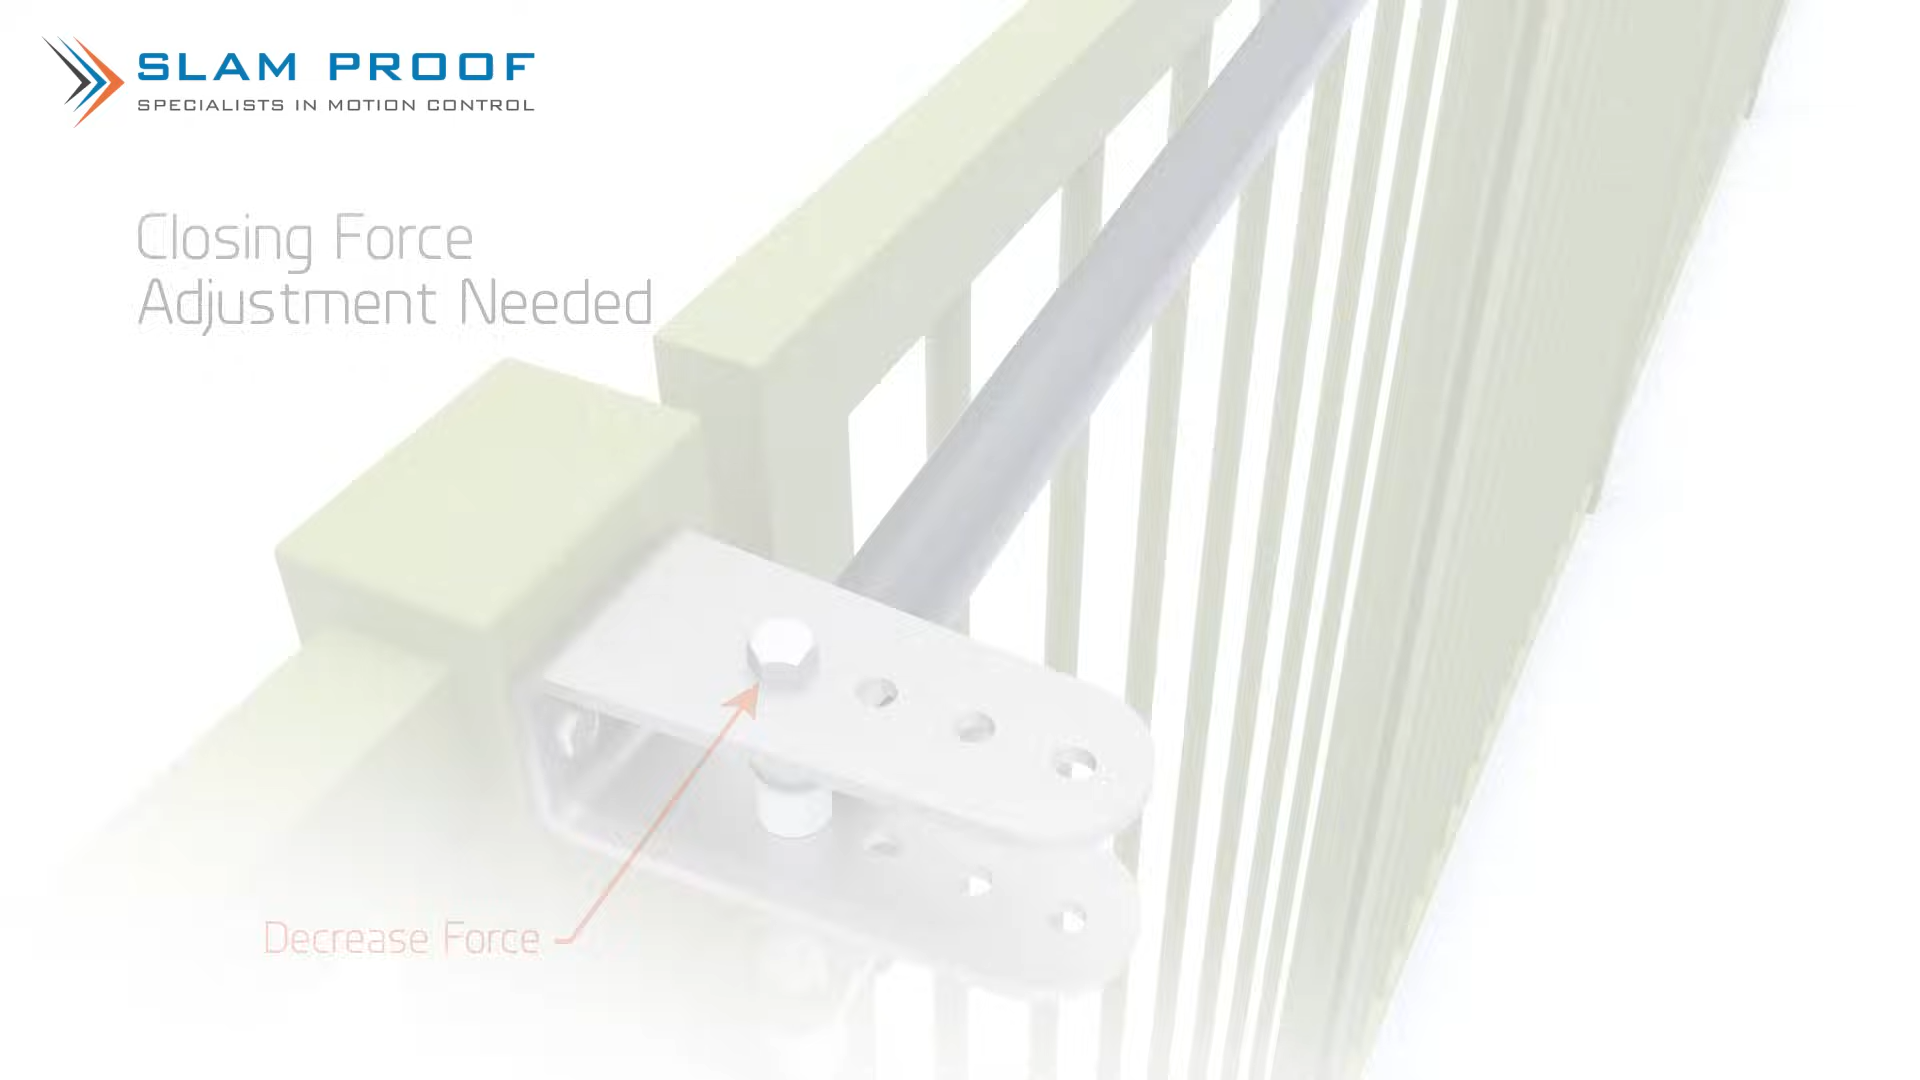 SLAM PROOF
SPECIALISTS IN MOTION CONTROL
Closing Force
Adjustment Needed
Decrease Force